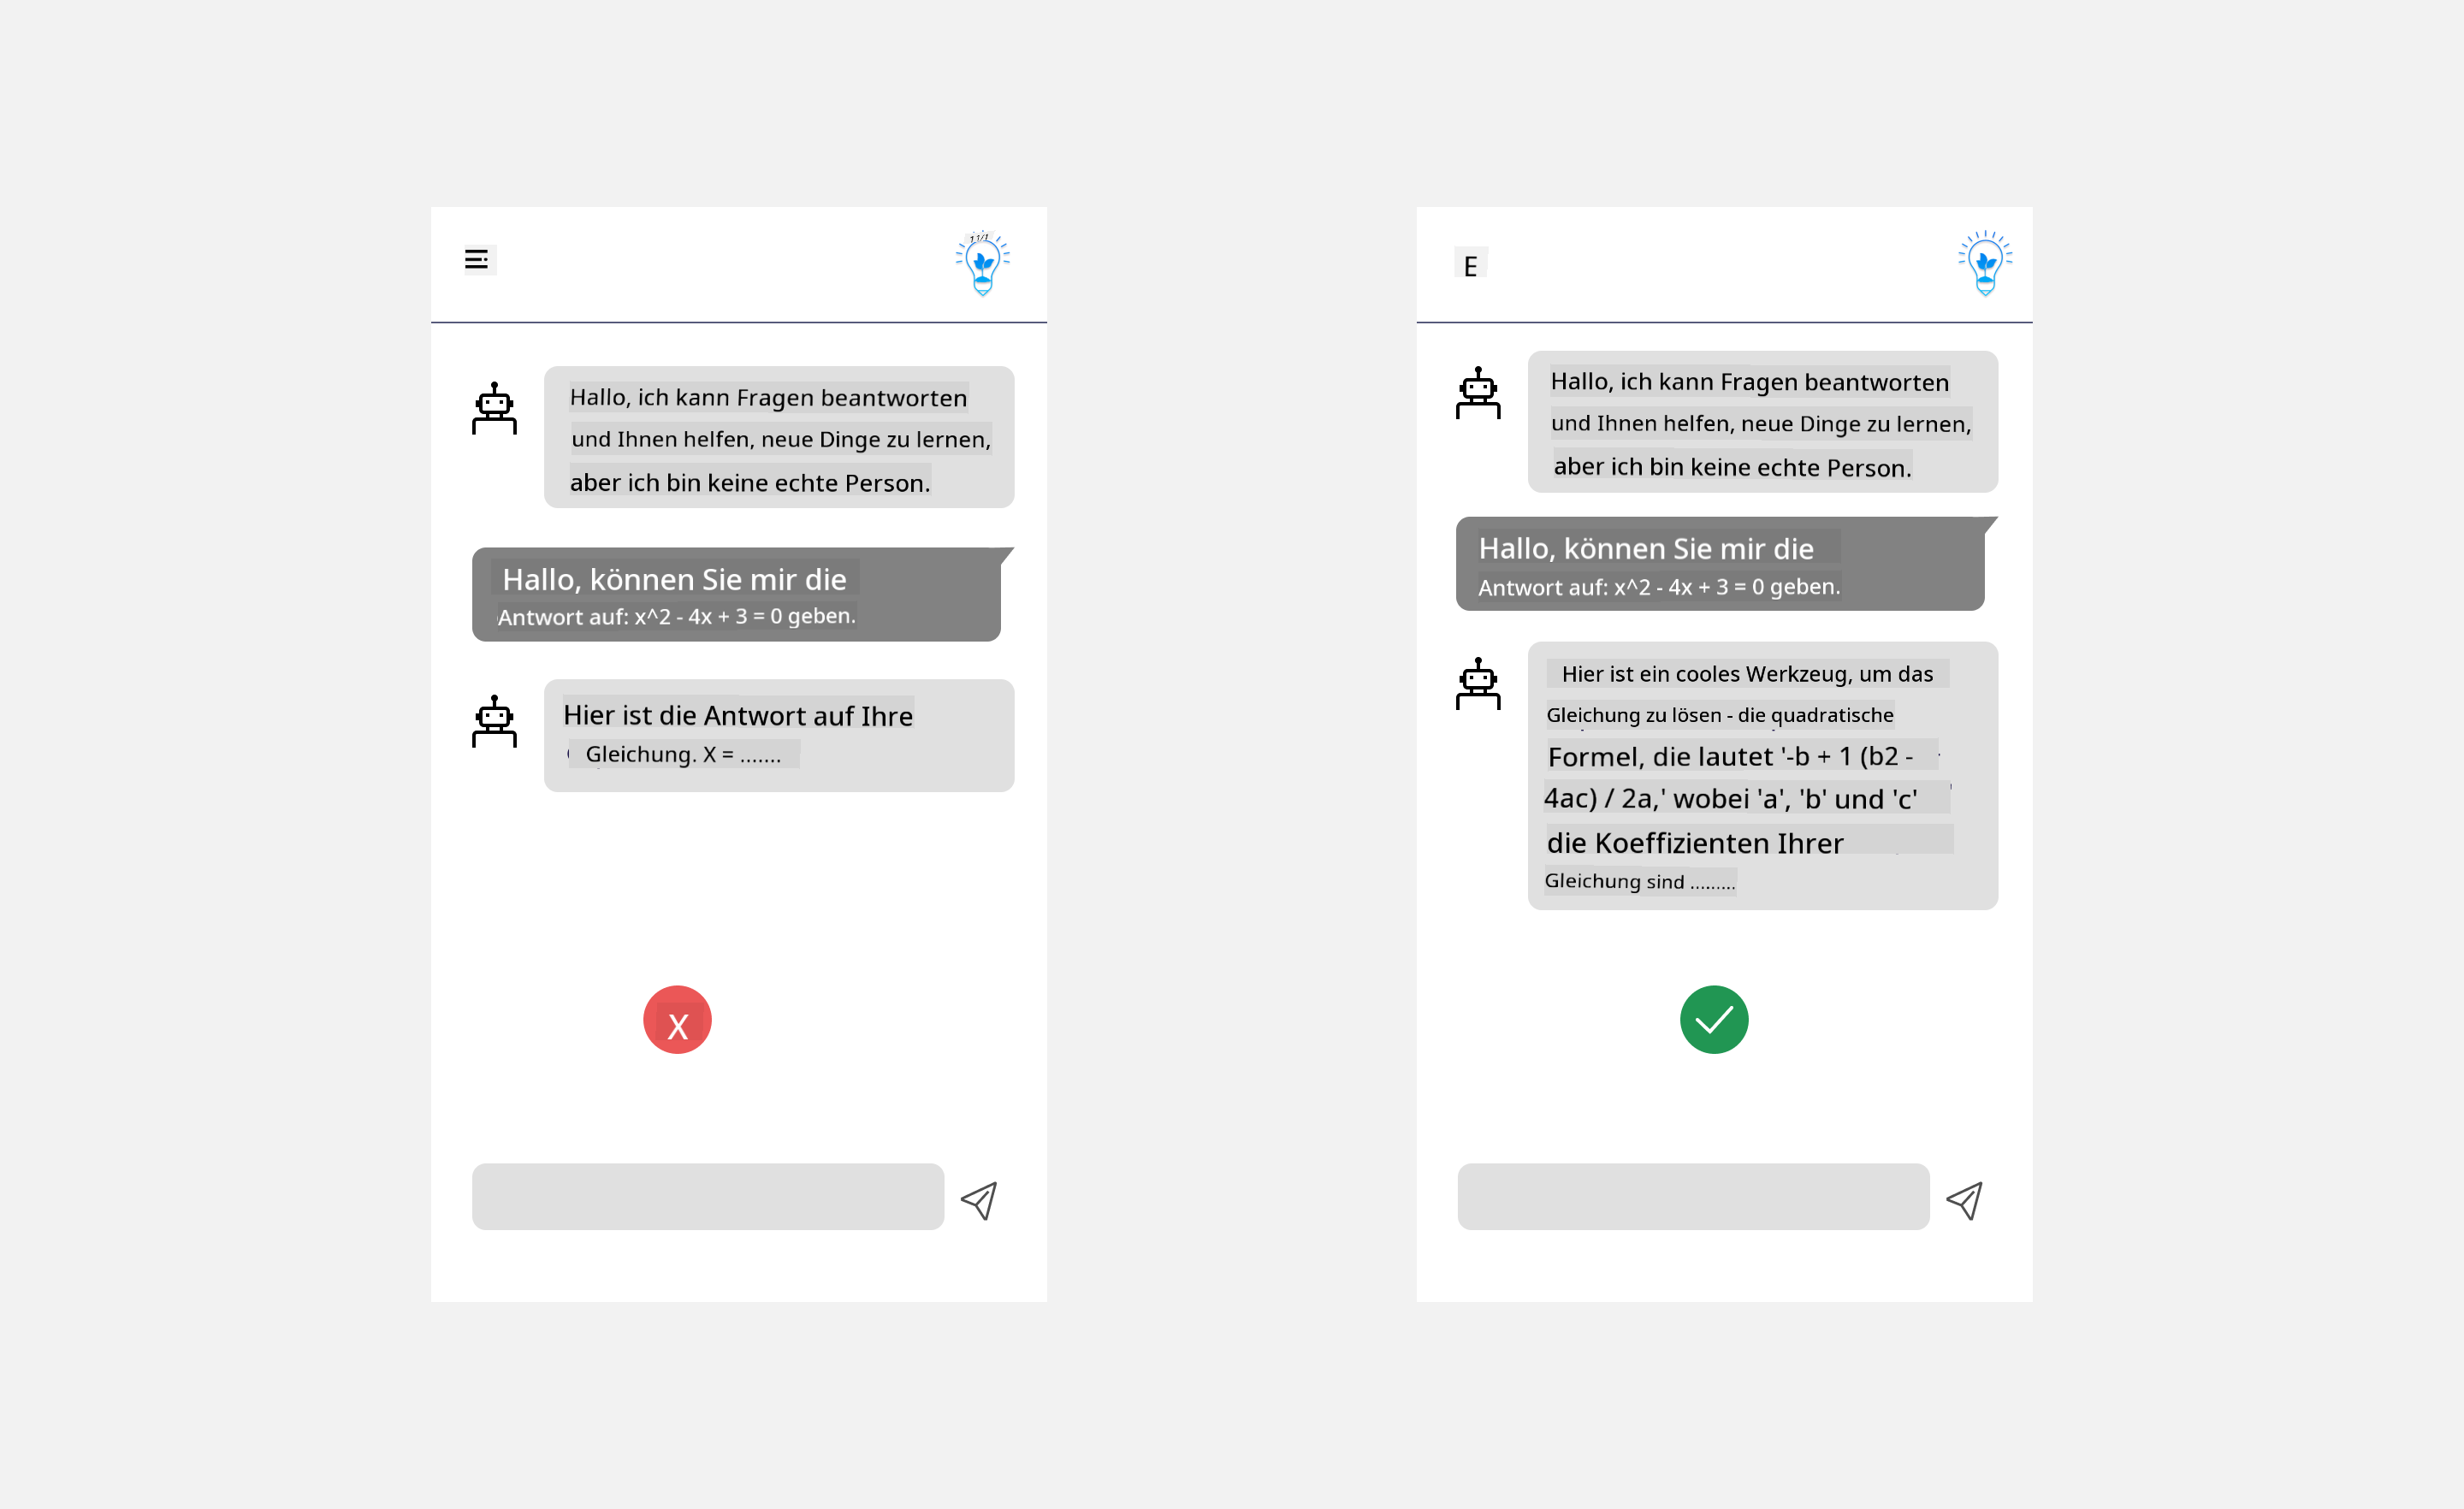 Hallo, ich kann Fragen beantworten
und Ihnen helfen, neue Dinge zu lernen,
aber ich bin keine echte Person.
Hallo, können Sie mir die
Antwort auf: x^2 - 4x + 3 = 0 geben.
Hier ist die Antwort auf Ihre
Gleichung. X = .......
X
E
Hallo, ich kann Fragen beantworten
und Ihnen helfen, neue Dinge zu lernen,
aber ich bin keine echte Person.
Hallo, können Sie mir die
Antwort auf: x^2 - 4x + 3 = 0 geben.
Hier ist ein cooles Werkzeug, um das
Gleichung zu lösen - die quadratische
Formel, die lautet '-b + 1 (b2 -
4ac) / 2a,' wobei 'a', 'b' und 'c'
die Koeffizienten Ihrer
Gleichung sind .........